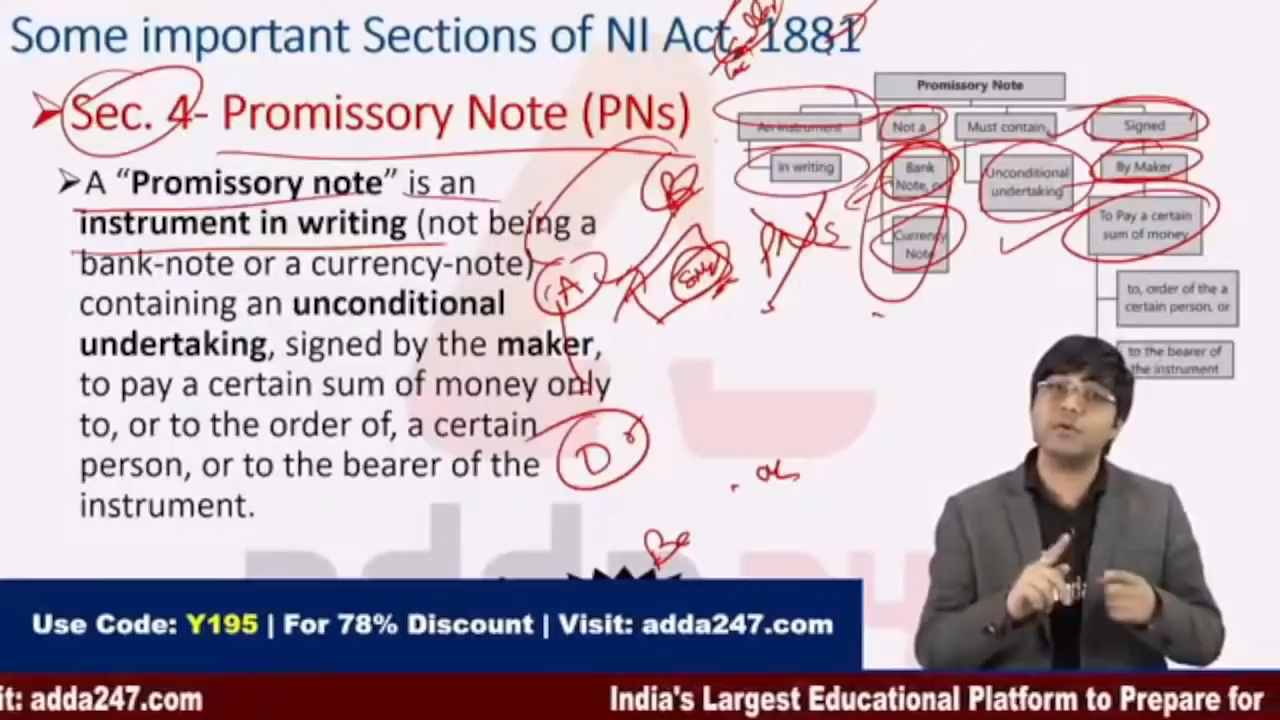 Some important Sections of NI Act, 1881
➢Sec. 4- Promissory Note (PNs)
➢A “Promissory note” is an
instrument in writing (not being a
bank-note or a currency-note)
containing an unconditional
undertaking, signed by the maker,
to pay a certain sum of money only
to, or to the order of, a certain
person, or to the bearer of the
instrument.
Promissory Note
An instrument
in writing
Not a
Bank
Note, or
Currency
Note
Must contain
Unconditional
undertaking
Signed
By Maker
To Pay a certain
sum of money
to, order of the a
certain person, or
to the bearer of
the instrument
A
B
D
PNs
or
adda
Use Code: Y195 | For 78% Discount | Visit: adda247.com
it: adda247.com
India's Largest Educational Platform to Prepare for